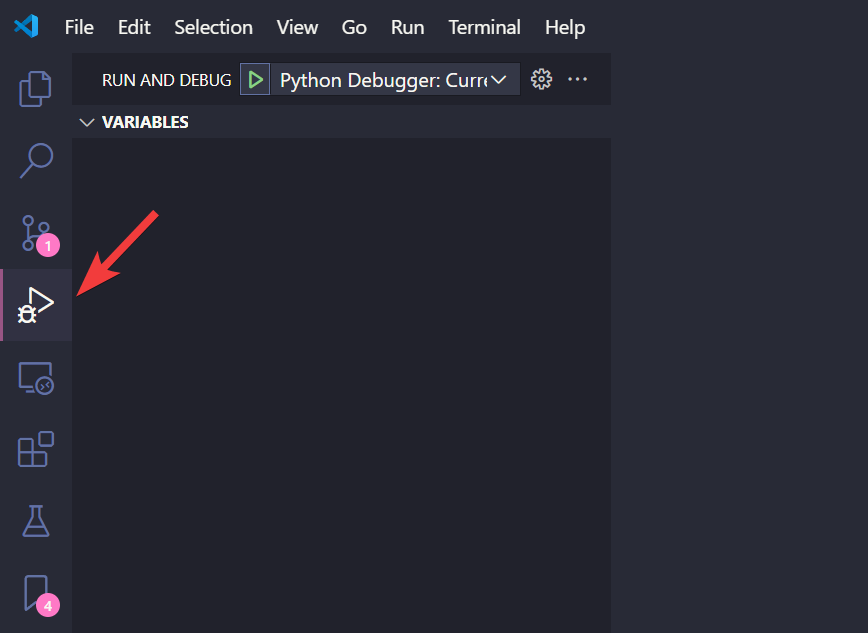 File Edit Selection View Go Run Terminal Help
RUN AND DEBUG Python Debugger: Curr
VARIABLES
1
4